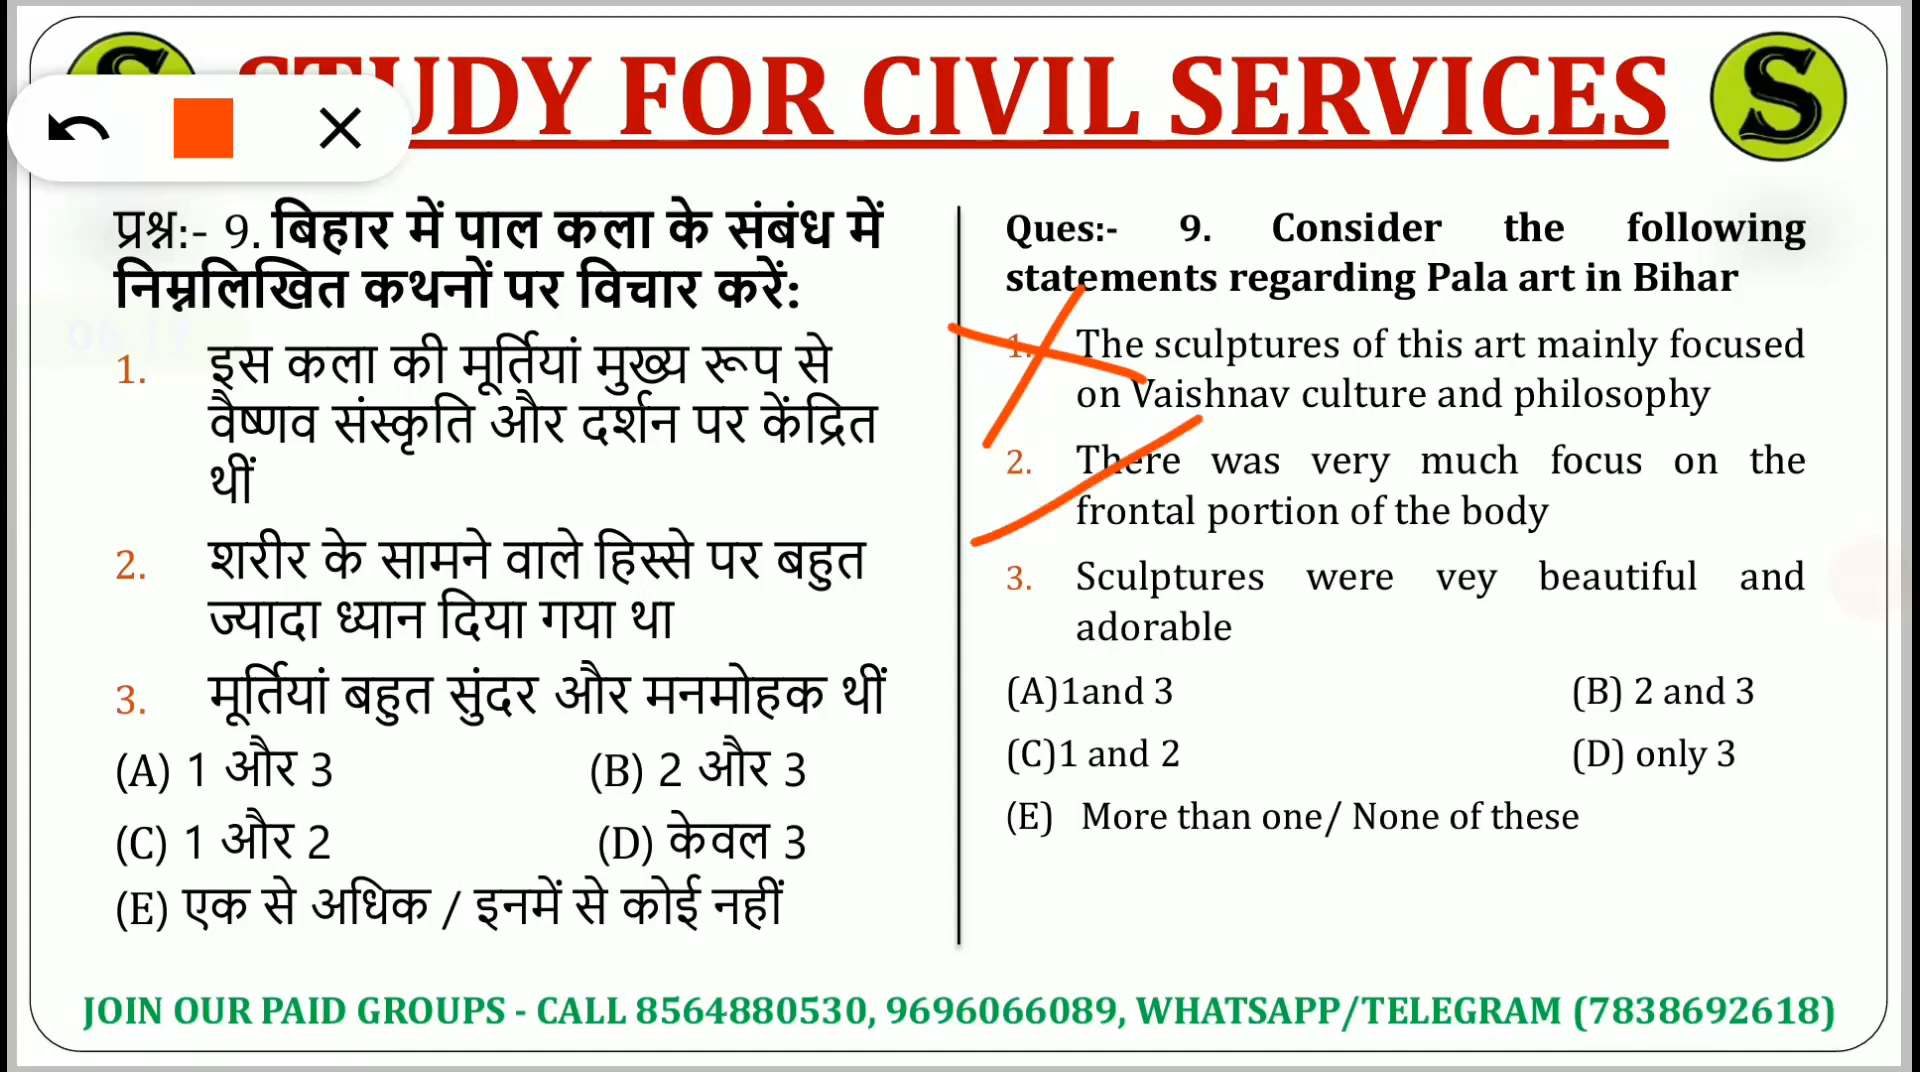 STUDY FOR CIVIL SERVICES
S
प्रश्न:- 9. बिहार में पाल कला के संबंध में
निम्नलिखित कथनों पर विचार करें:
1. इस कला की मूर्तियां मुख्य रूप से
वैष्णव संस्कृति और दर्शन पर केंद्रित
थीं
2. शरीर के सामने वाले हिस्से पर बहुत
ज्यादा ध्यान दिया गया था
3. मूर्तियां बहुत सुंदर और मनमोहक थीं
(A) 1 और 3 (B) 2 और 3
(C) 1 और 2 (D) केवल 3
(E) एक से अधिक / इनमें से कोई नहीं
Ques:- 9. Consider the following
statements regarding Pala art in Bihar
1. The sculptures of this art mainly focused
on Vaishnav culture and philosophy
2. There was very much focus on the
frontal portion of the body
3. Sculptures were vey beautiful and
adorable
(A)1and 3 (B) 2 and 3
(C)1 and 2 (D) only 3
(E) More than one/ None of these
JOIN OUR PAID GROUPS - CALL 8564880530, 9696066089, WHATSAPP/TELEGRAM (7838692618)